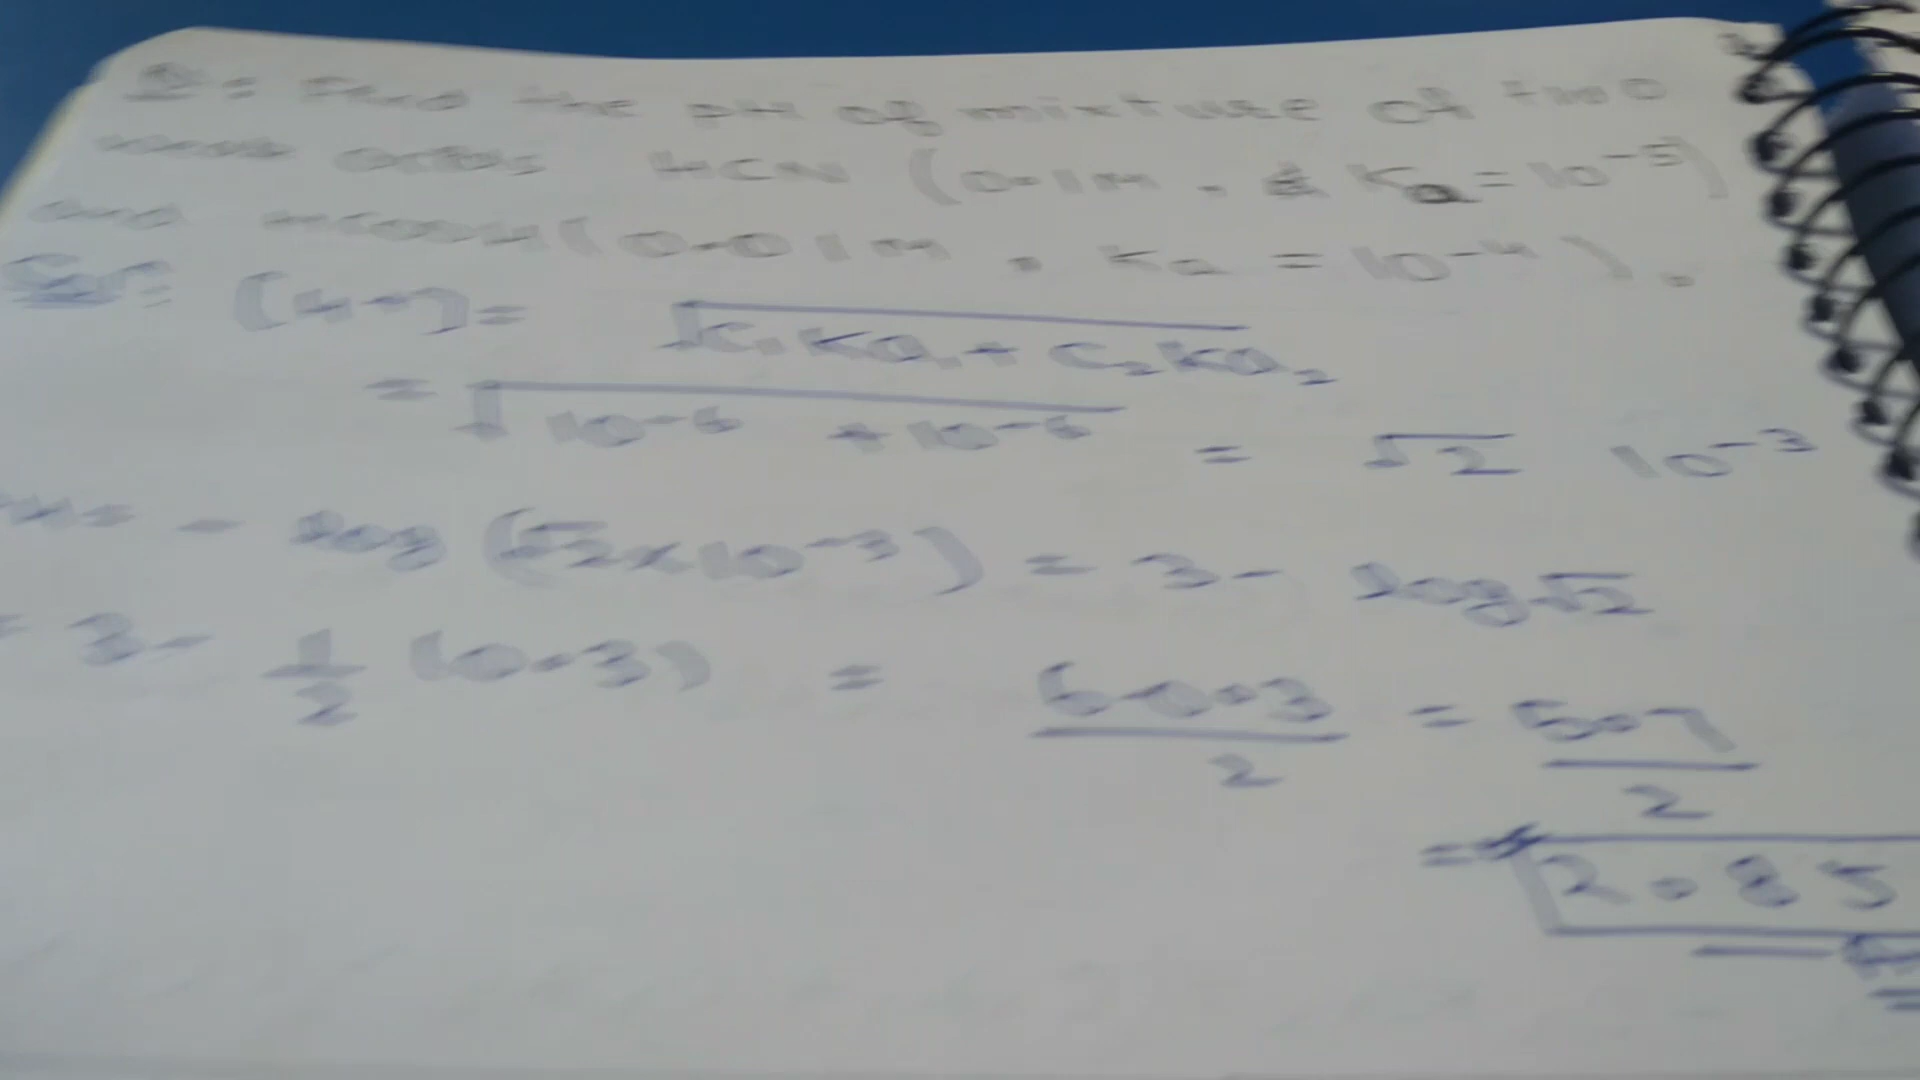 Q: Find the pH of mixture of two
weak acids HCN (0.1M, & Ka = 10⁻⁵)
and HCOOH (0.01M, Ka = 10⁻⁴).
Sol: (H⁺) = √C₁Ka₁ + C₂Ka₂
= √10⁻⁶ + 10⁻⁶ = √2 10⁻³
pH = - log (√2 × 10⁻³) = 3 - log √2
= 3 - 1/2 (0.3) = 6-0.3/2 = 5.7/2
= 2.85